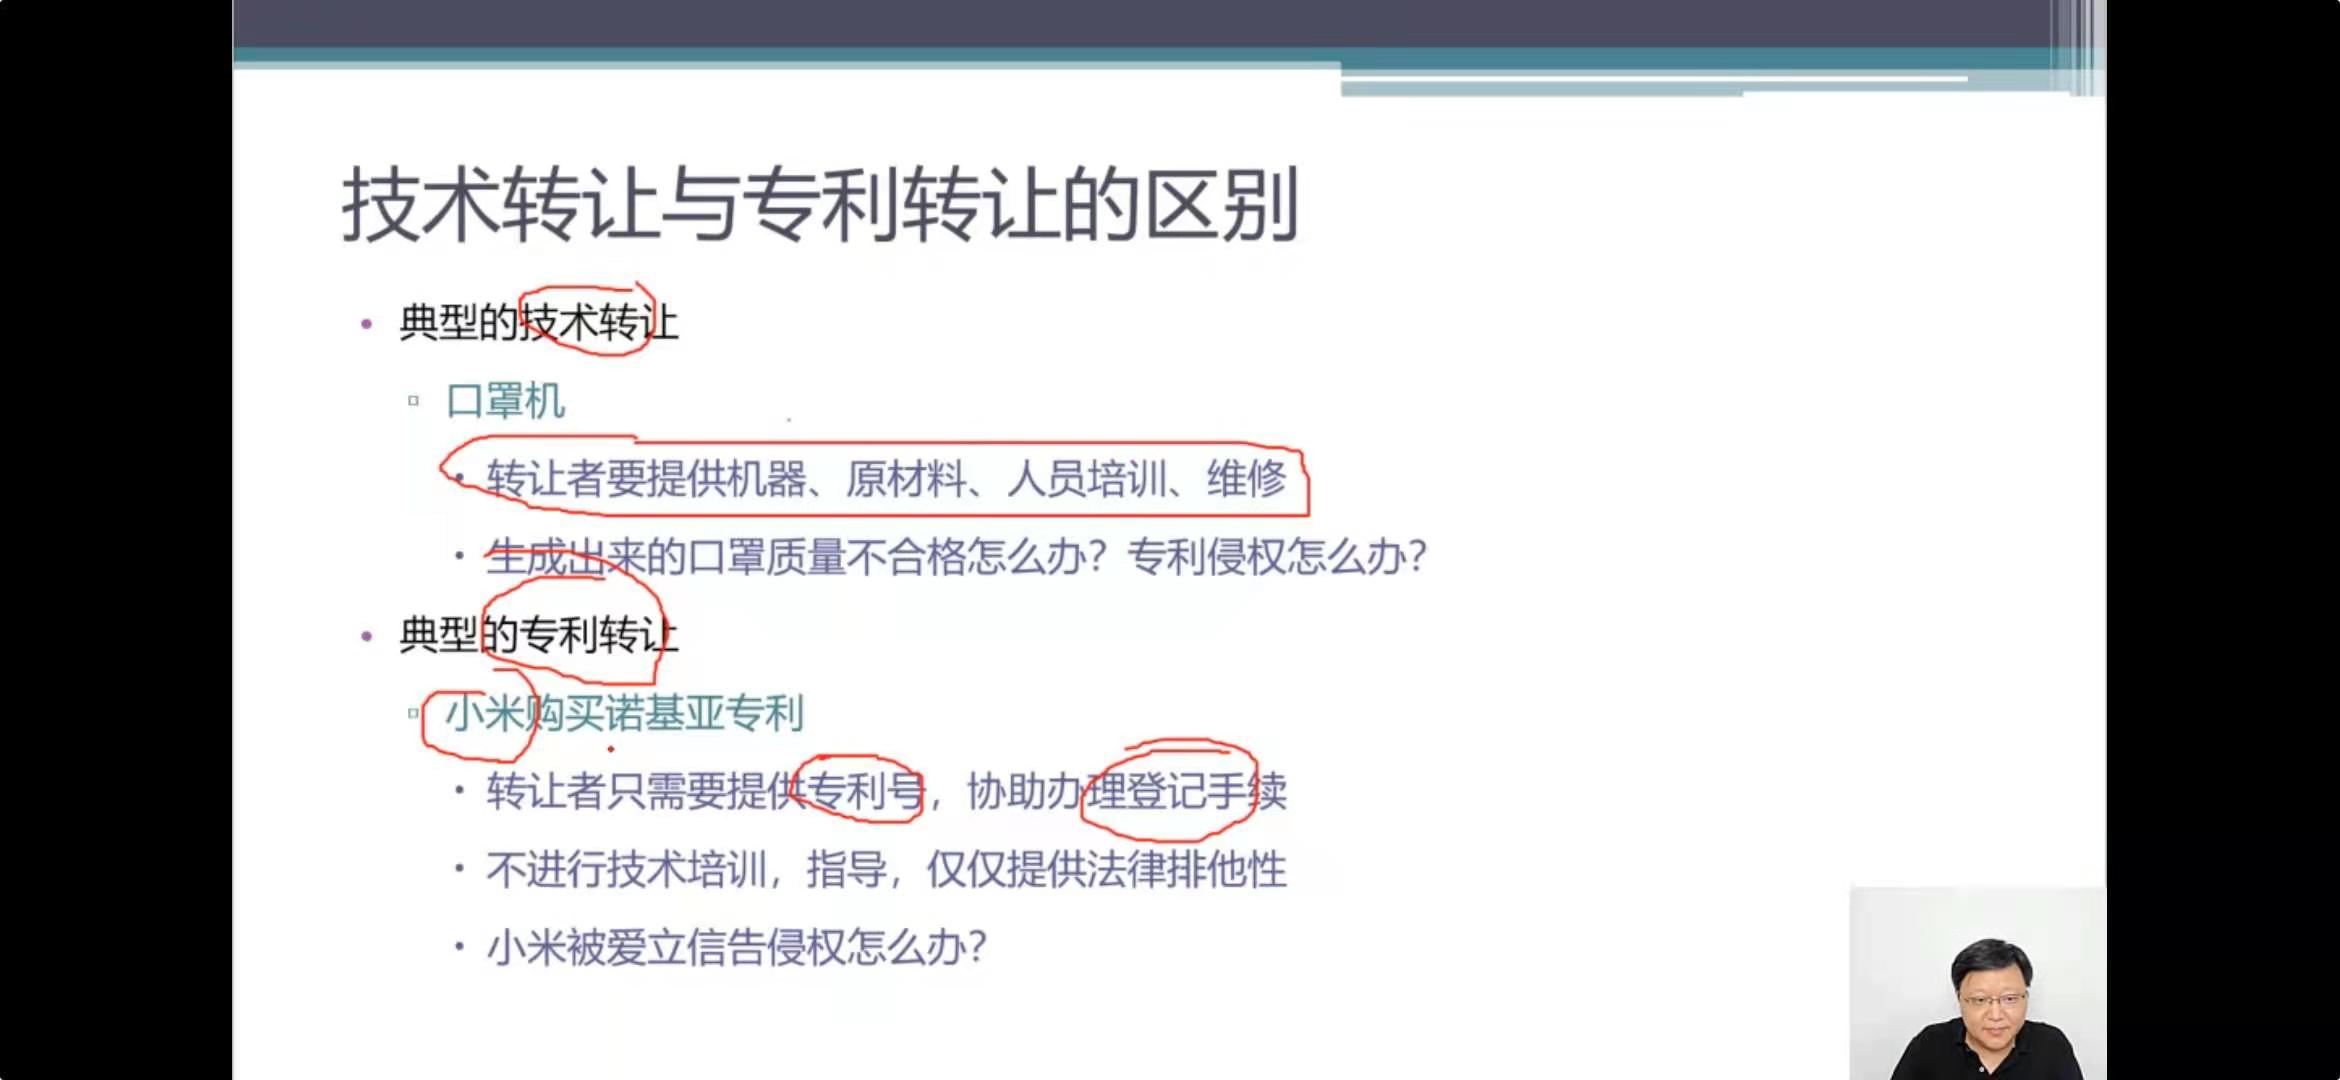 技术转让与专利转让的区别
典型的技术转让
口罩机
转让者要提供机器、原材料、人员培训、维修
生成出来的口罩质量不合格怎么办？专利侵权怎么办？
典型的专利转让
小米购买诺基亚专利
转让者只需要提供专利号，协助办理登记手续
不进行技术培训，指导，仅仅提供法律排他性
小米被爱立信告侵权怎么办？